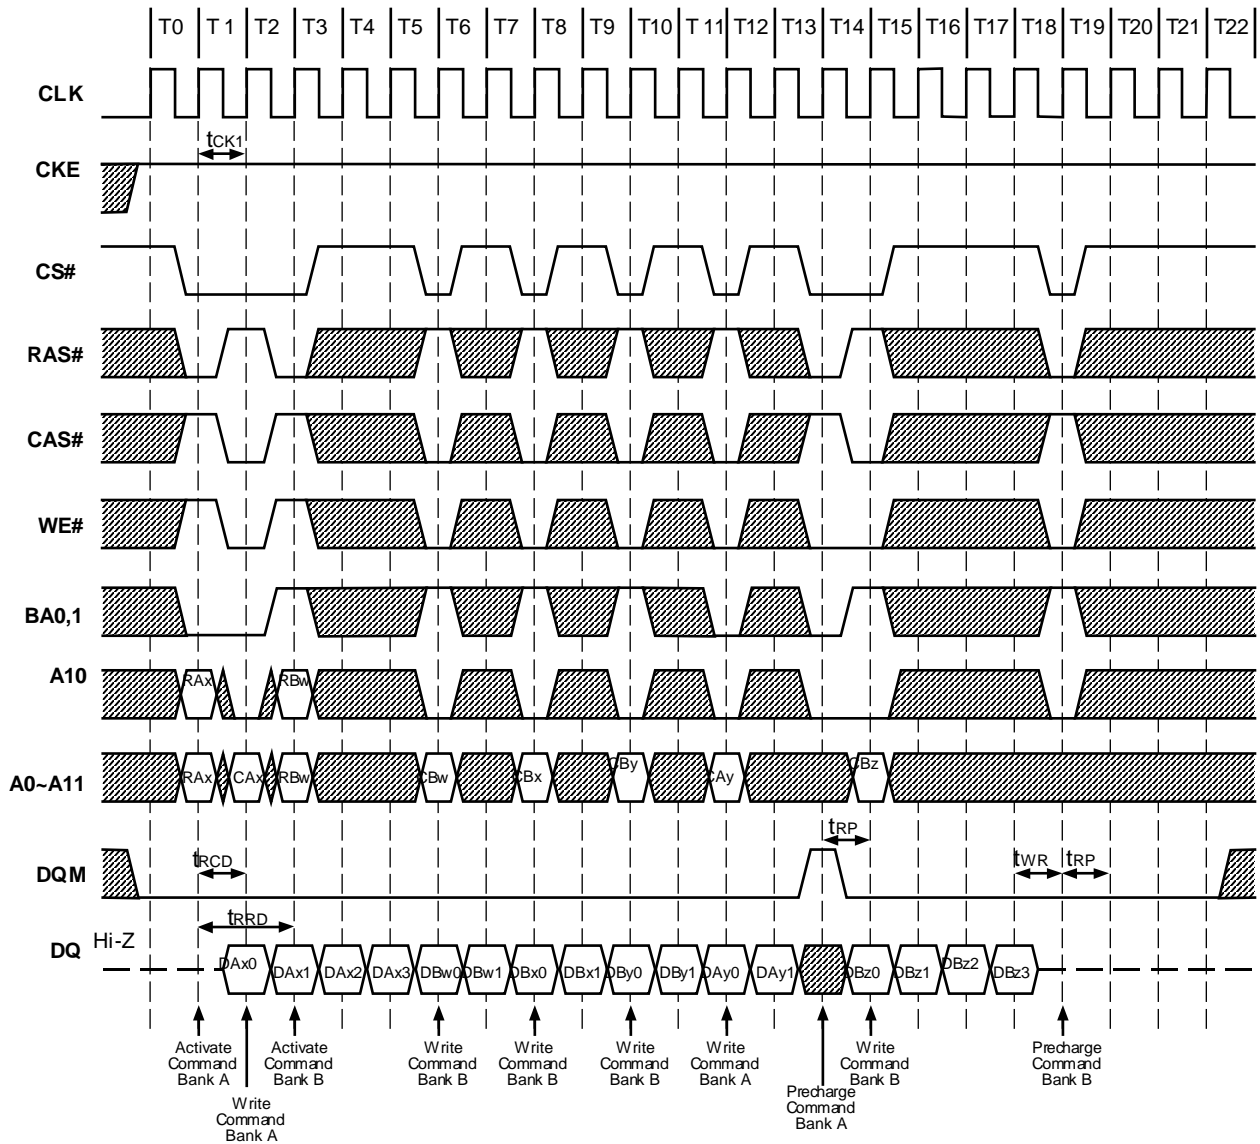 T0 T 1 T2 T3 T4 T5 T6 T7 T8 T9 T10 T 11 T12 T13 T14 T15 T16 T17 T18 T19 T20 T21 T22
CLK
tCK1
CKE
CS#
RAS#
CAS#
WE#
BA0,1
A10
RAx RBw
A0~A11
RAx CAx RBw CBw CBx CBy CAy CBz
tRP
DQM
tRCD tWR tRP
tRRD
DQ
Hi-Z
DAx0 DAx1 DAx2 DAx3 DBw0 DBw1 DBx0 DBx1 DBy0 DBy1 DAy0 DAy1 DBz0 DBz1 DBz2 DBz3
Activate
Command
Bank A
Write
Command
Bank A
Activate
Command
Bank B
Write
Command
Bank B
Write
Command
Bank B
Write
Command
Bank B
Write
Command
Bank A
Precharge
Command
Bank A
Write
Command
Bank B
Precharge
Command
Bank B